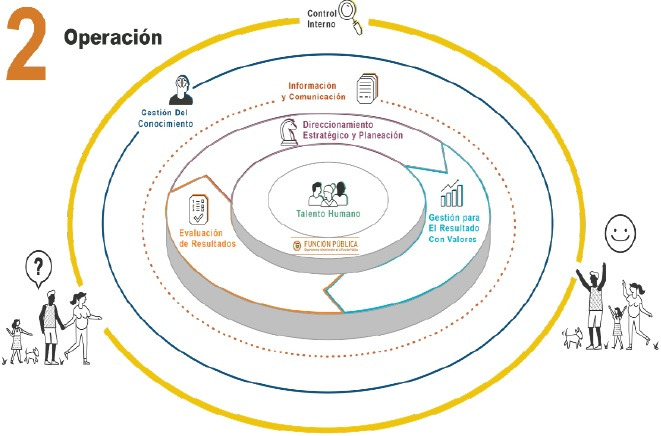 2 Operación
Control
Interno
Información
y Comunicación
Gestión Del
Conocimiento
Direccionamiento
Estratégico y Planeación
Talento Humano
Evaluación
de Resultados
Gestión para
El Resultado
Con Valores
FUNCIÓN PÚBLICA
?